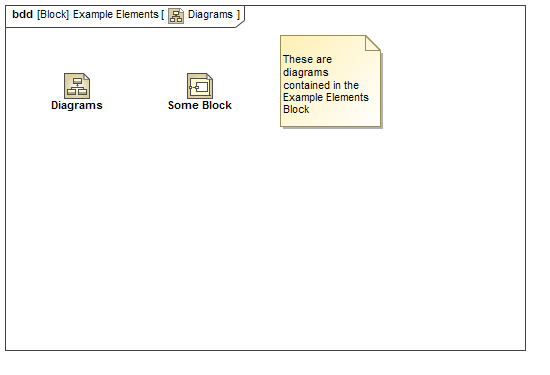 bdd [Block] Example Elements [ Diagrams ]
Diagrams
Some Block
These are
diagrams
contained in the
Example Elements
Block